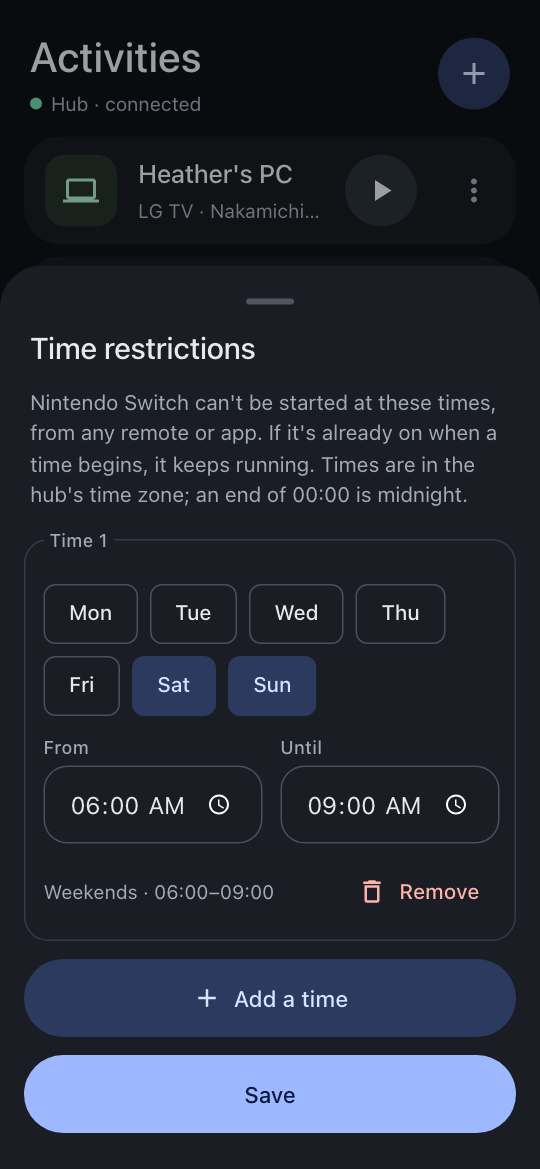 Activities
Hub · connected
Heather's PC
LG TV · Nakamichi...
Time restrictions
Nintendo Switch can't be started at these times,
from any remote or app. If it's already on when a
time begins, it keeps running. Times are in the
hub's time zone; an end of 00:00 is midnight.
Time 1
Mon Tue Wed Thu
Fri Sat Sun
From Until
06:00 AM 09:00 AM
Weekends · 06:00–09:00 Remove
Add a time
Save